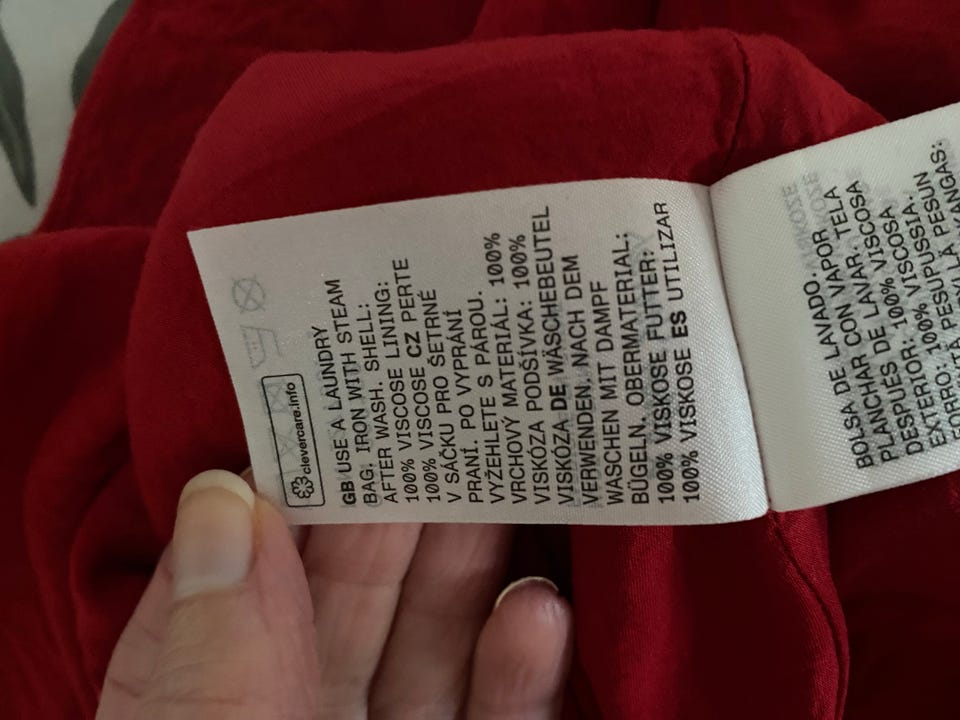 clevercare.info
GB USE A LAUNDRY
BAG. IRON WITH STEAM
AFTER WASH. SHELL:
100% VISCOSE LINING:
100% VISCOSE CZ PERTE
V SÁČKU PRO ŠETRNÉ
PRANÍ. PO VYPRÁNÍ
VYŽEHLETE S PÁROU.
VRCHOVÝ MATERIÁL: 100%
VISKÓZA PODŠÍVKA: 100%
VISKÓZA DE WÄSCHEBEUTEL
VERWENDEN. NACH DEM
WASCHEN MIT DAMPF
BÜGELN. OBERMATERIAL:
100% VISKOSE FUTTER:
100% VISKOSE ES UTILIZAR
BOLSA DE LAVADO.
PLANCHAR CON VAPOR
DESPUÉS DE LAVAR. TELA
EXTERIOR: 100% VISCOSA
FORRO: 100% VISCOSA